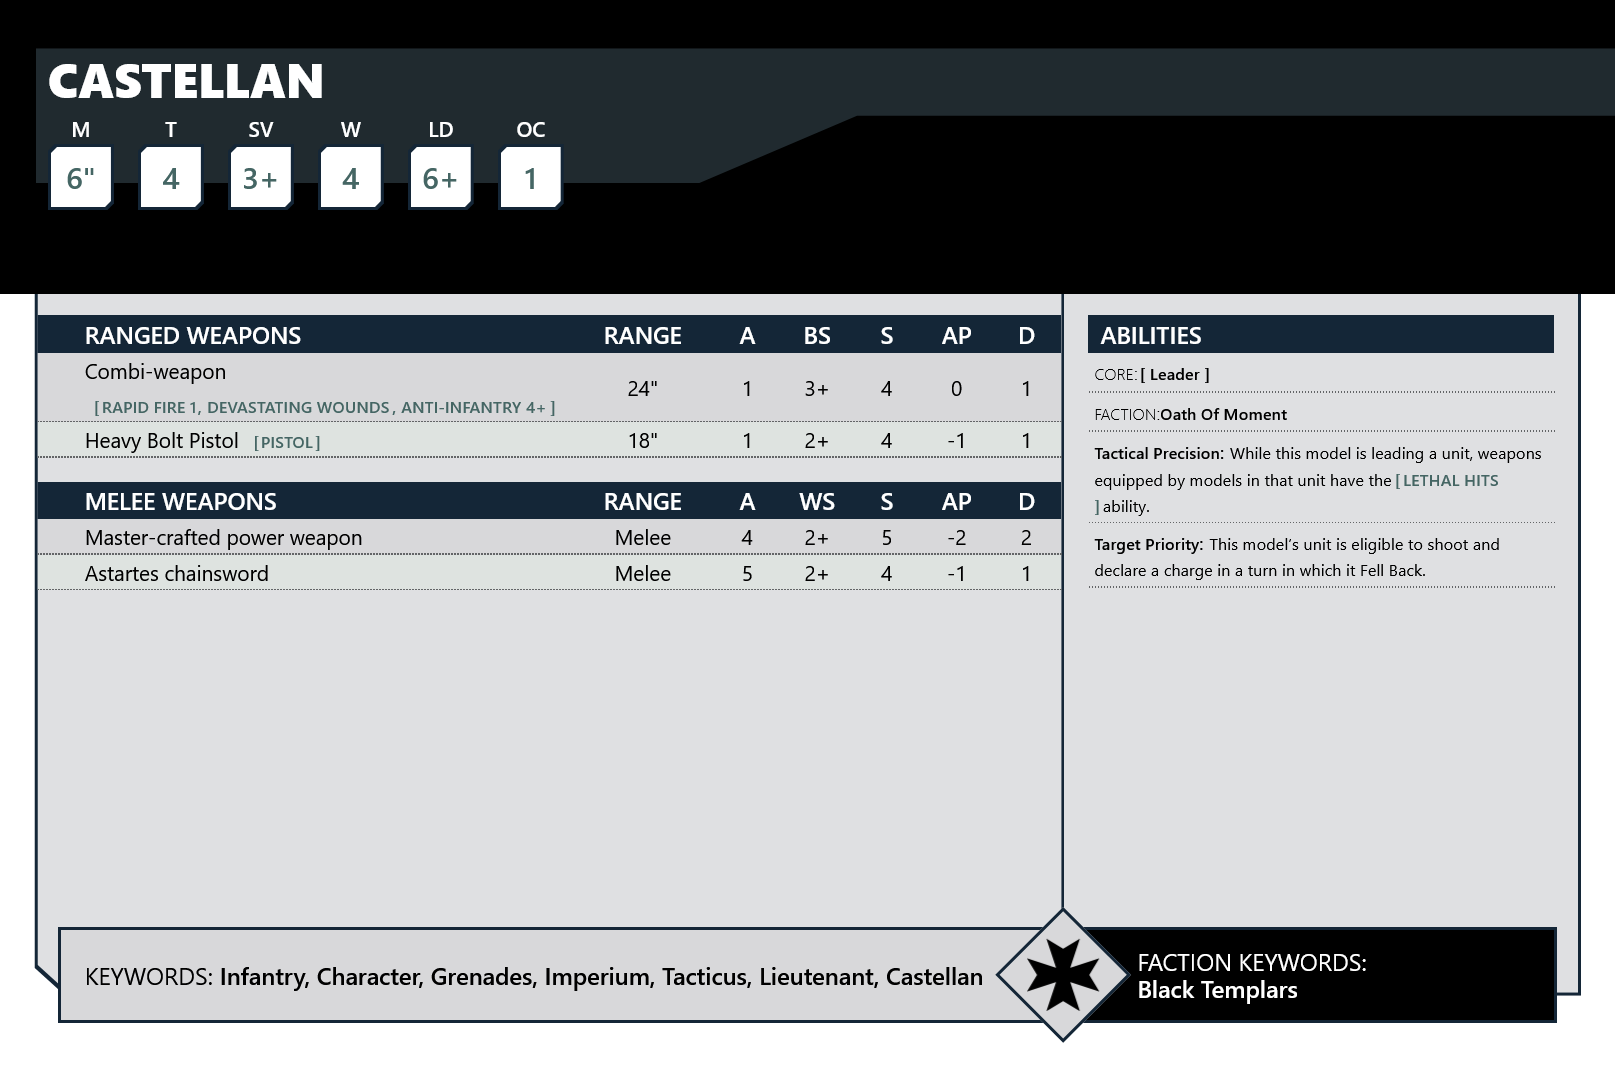 CASTELLAN
M T SV W LD OC
6" 4 3+ 4 6+ 1
RANGED WEAPONS RANGE A BS S AP D
Combi-weapon
[RAPID FIRE 1, DEVASTATING WOUNDS, ANTI-INFANTRY 4+] 24" 1 3+ 4 0 1
Heavy Bolt Pistol [PISTOL] 18" 1 2+ 4 -1 1
MELEE WEAPONS RANGE A WS S AP D
Master-crafted power weapon Melee 4 2+ 5 -2 2
Astartes chainsword Melee 5 2+ 4 -1 1
ABILITIES
CORE:[ Leader ]
FACTION:Oath Of Moment
Tactical Precision: While this model is leading a unit, weapons
equipped by models in that unit have the [LETHAL HITS
] ability.
Target Priority: This model's unit is eligible to shoot and
declare a charge in a turn in which it Fell Back.
KEYWORDS: Infantry, Character, Grenades, Imperium, Tacticus, Lieutenant, Castellan
FACTION KEYWORDS:
Black Templars